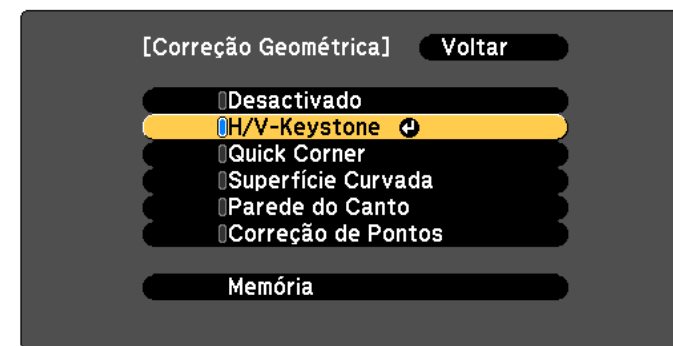 [Correção Geométrica] Voltar
Desactivado
H/V-Keystone
Quick Corner
Superfície Curvada
Parede do Canto
Correção de Pontos
Memória